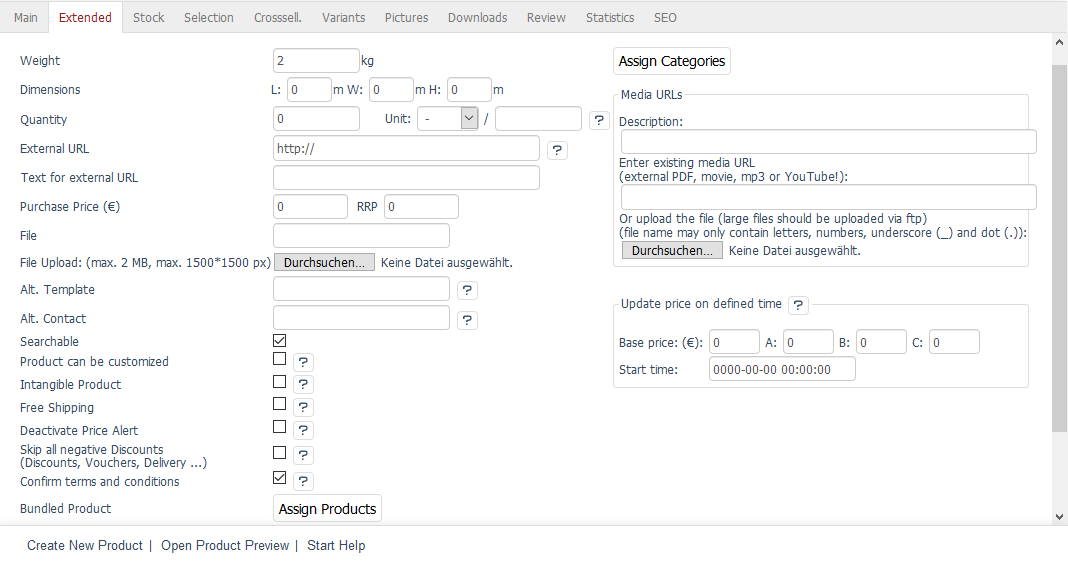 Main Extended Stock Selection Crosssell. Variants Pictures Downloads Review Statistics SEO
Weight 2 kg
Dimensions L: 0 m W: 0 m H: 0 m
Quantity 0 Unit: - / ?
External URL http:// ?
Text for external URL
Purchase Price (€) 0 RRP 0
File
File Upload: (max. 2 MB, max. 1500*1500 px) Durchsuchen... Keine Datei ausgewählt.
Alt. Template ?
Alt. Contact ?
Searchable
Product can be customized ?
Intangible Product ?
Free Shipping ?
Deactivate Price Alert ?
Skip all negative Discounts
(Discounts, Vouchers, Delivery ...) ?
Confirm terms and conditions ?
Bundled Product Assign Products
Assign Categories
Media URLs
Description:
Enter existing media URL
(external PDF, movie, mp3 or YouTube!):
Or upload the file (large files should be uploaded via ftp)
(file name may only contain letters, numbers, underscore (_) and dot (.)):
Durchsuchen... Keine Datei ausgewählt.
Update price on defined time ?
Base price: (€): 0 A: 0 B: 0 C: 0
Start time: 0000-00-00 00:00:00
Create New Product | Open Product Preview | Start Help